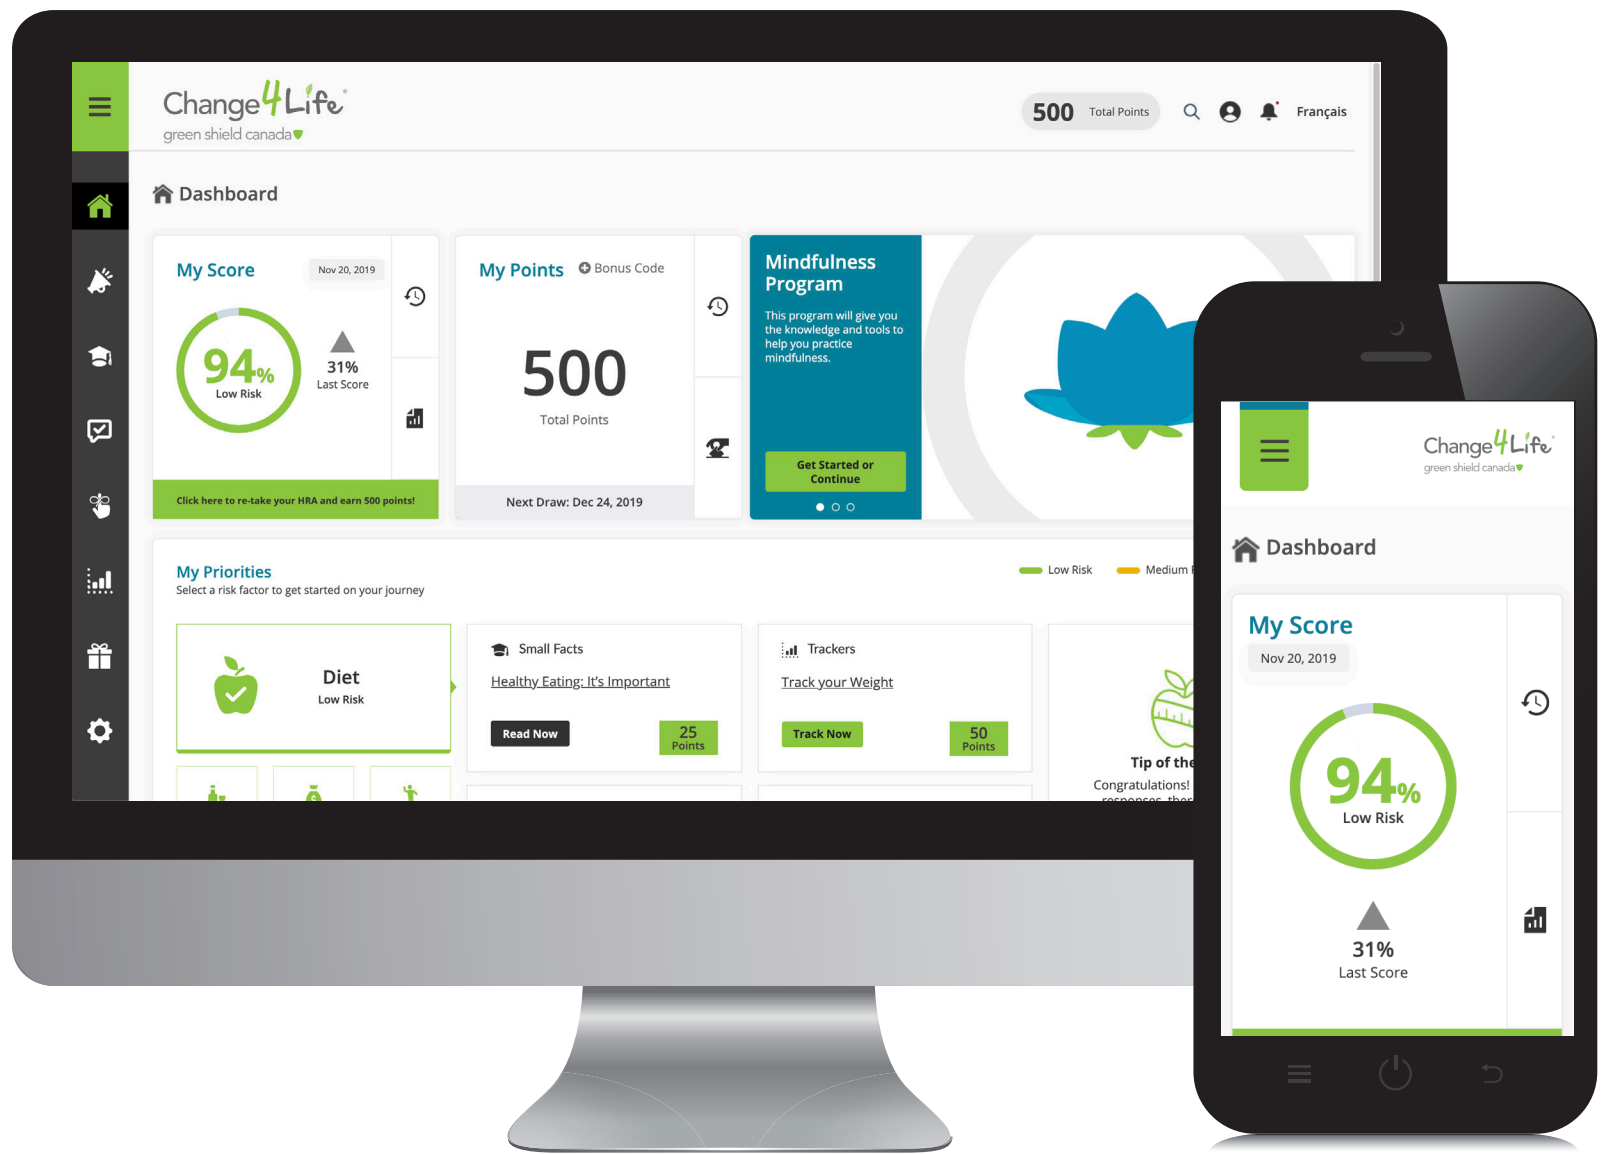 Change4Life®
green shield canada
500 Total Points
Français
Dashboard
My Score
Nov 20, 2019
94%
Low Risk
31%
Last Score
Click here to re-take your HRA and earn 500 points!
My Points
Bonus Code
500
Total Points
Next Draw: Dec 24, 2019
Mindfulness
Program
This program will give you
the knowledge and tools to
help you practice
mindfulness.
Get Started or
Continue
My Priorities
Select a risk factor to get started on your journey
Low Risk
Medium
Diet
Low Risk
Small Facts
Healthy Eating: It's Important
Read Now
25
Points
Trackers
Track your Weight
Track Now
50
Points
Tip of the
Congratulations!
responses, ther
Change4Life®
green shield canada
Dashboard
My Score
Nov 20, 2019
94%
Low Risk
31%
Last Score